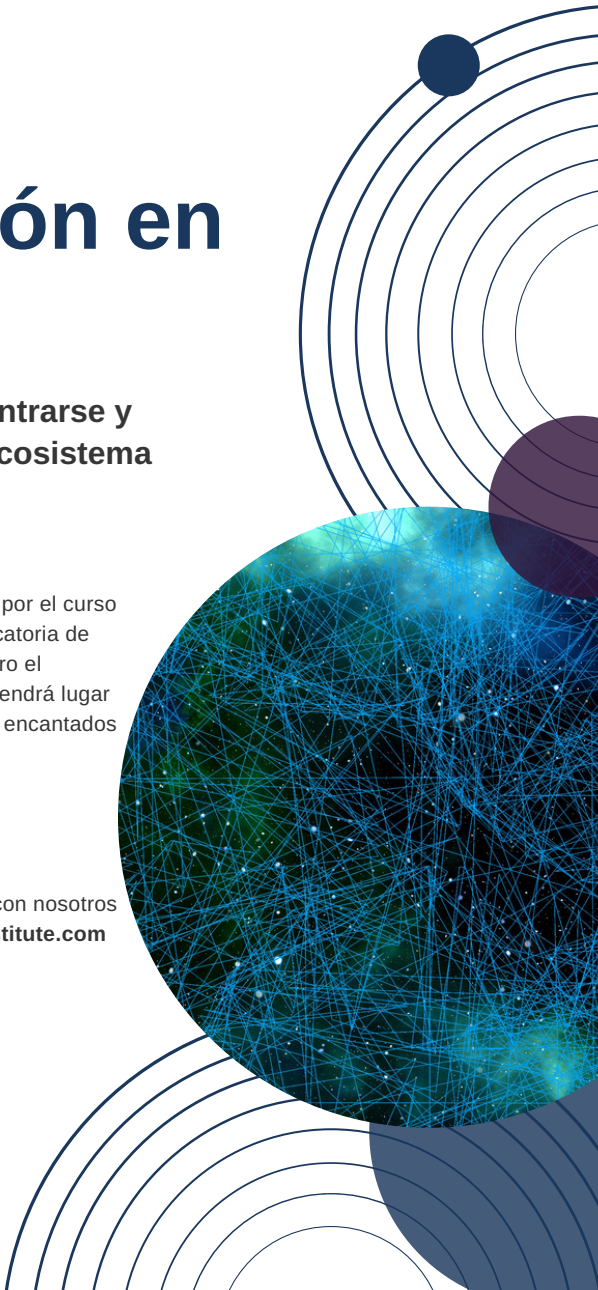 ón en
ntrarse y
cosistema
por el curso
catoria de
ro el
endrá lugar
encantados
con nosotros
titute.com